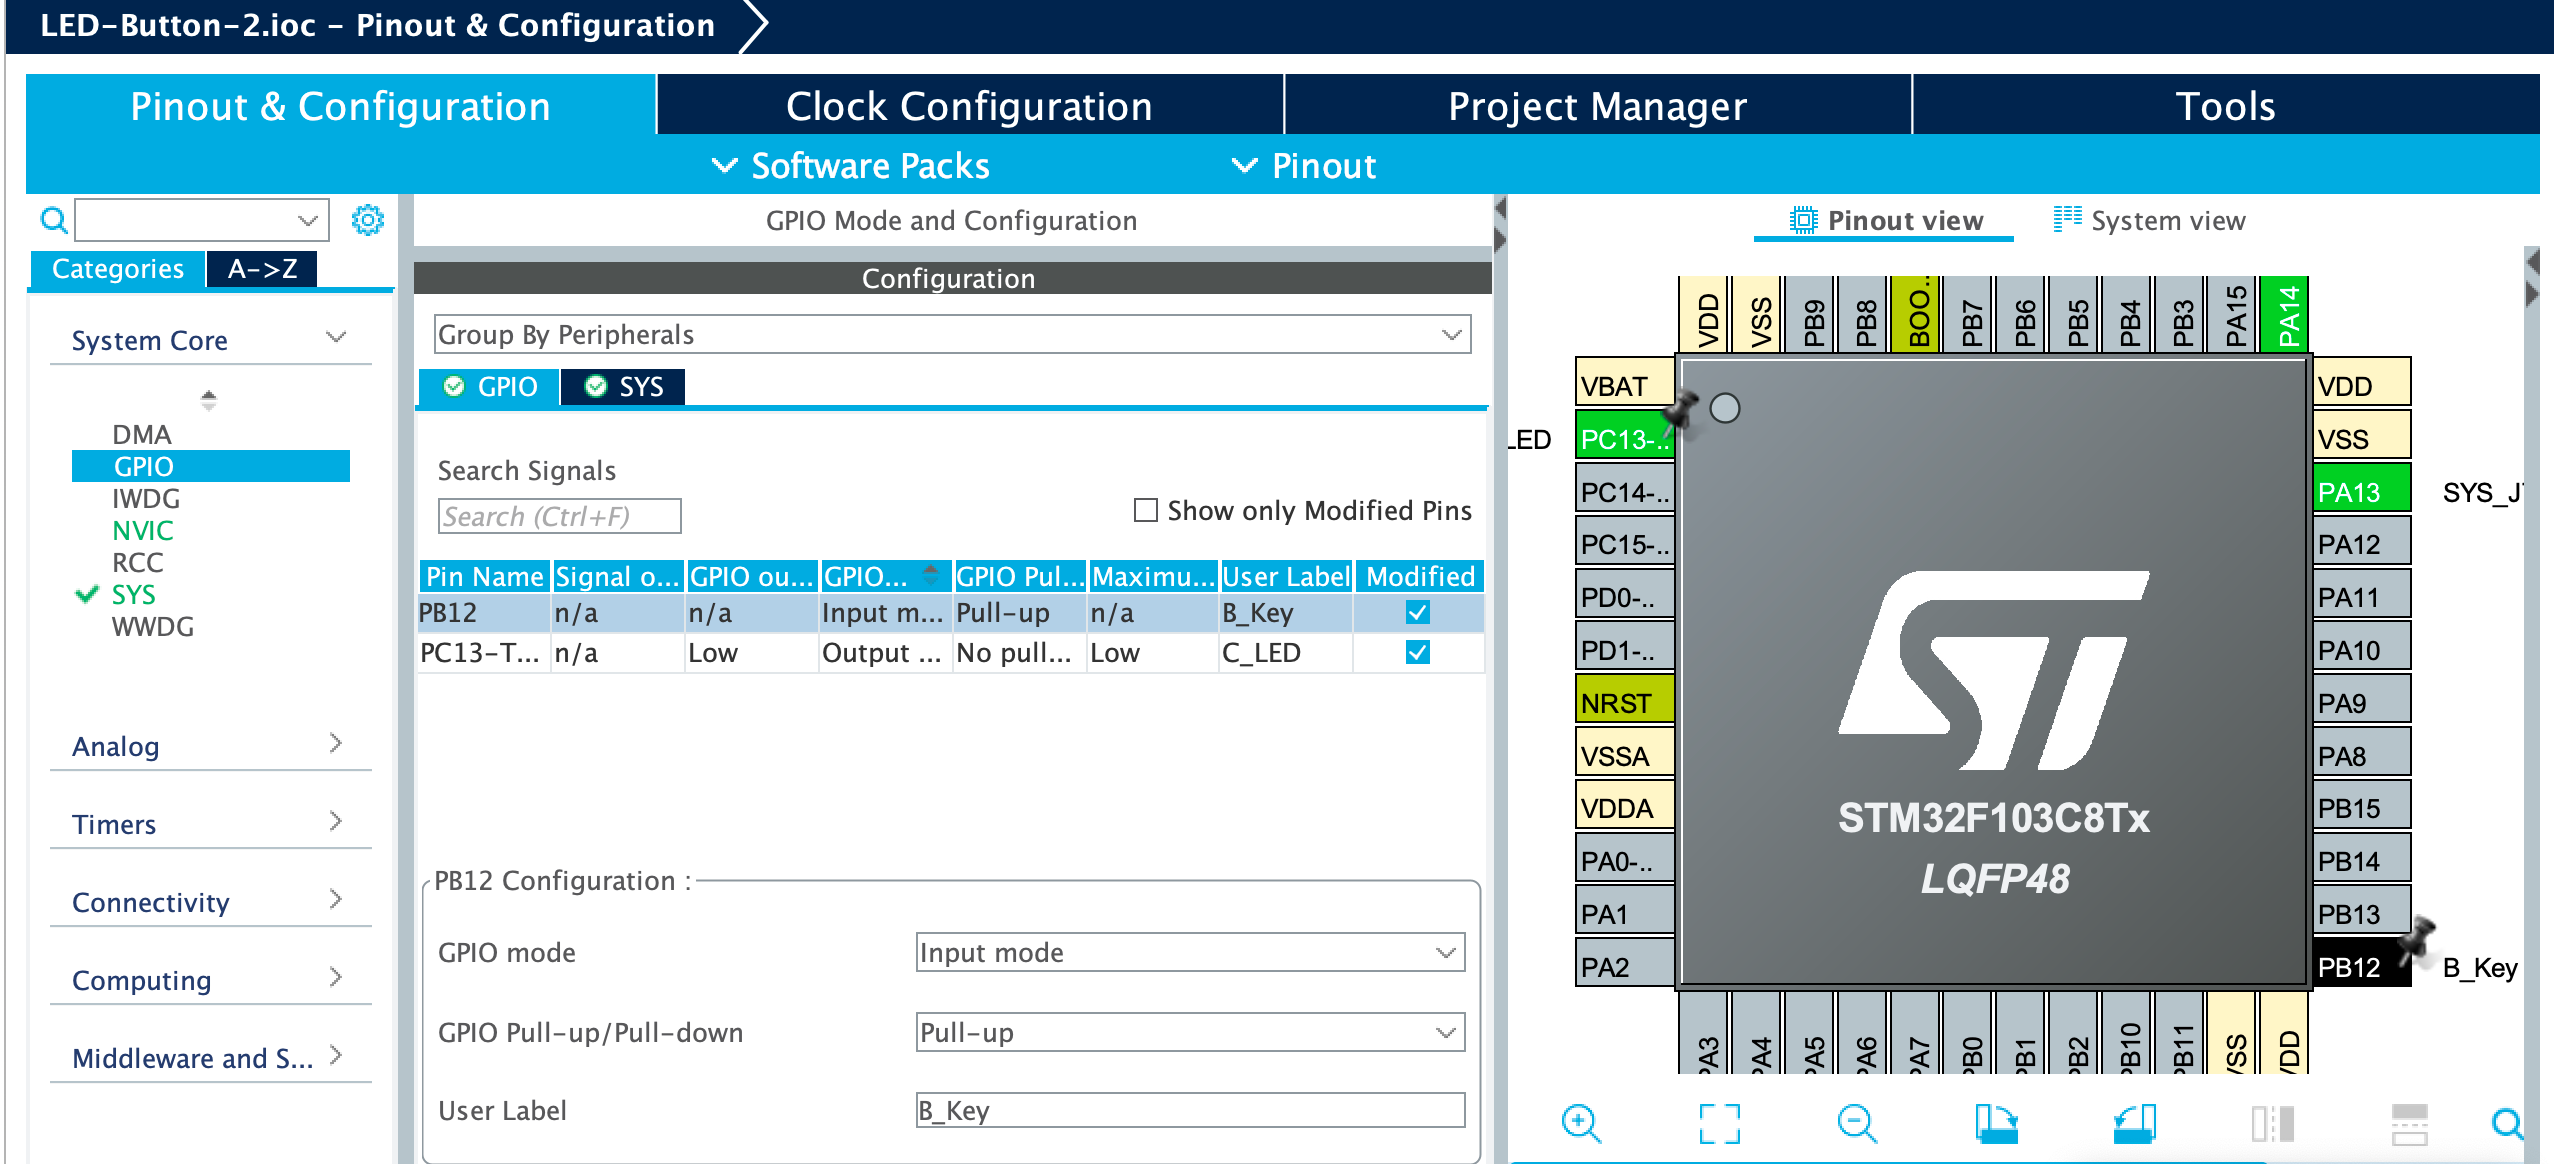 LED-Button-2.ioc - Pinout & Configuration
Pinout & Configuration
Clock Configuration
Project Manager
Tools
Software Packs
Pinout
Categories
A->Z
System Core
DMA
GPIO
IWDG
NVIC
RCC
SYS
WWDG
Analog
Timers
Connectivity
Computing
Middleware and S...
GPIO Mode and Configuration
Configuration
Group By Peripherals
GPIO
SYS
Search Signals
Search (Ctrl+F)
Show only Modified Pins
Pin Name Signal o... GPIO ou... GPIO... GPIO Pul... Maximu... User Label Modified
PB12 n/a n/a Input m... Pull-up n/a B_Key
PC13-T... n/a Low Output ... No pull... Low C_LED
PB12 Configuration :
GPIO mode
Input mode
GPIO Pull-up/Pull-down
Pull-up
User Label
B_Key
Pinout view
System view
VDD
VSS
PB9
PB8
BOO..
PB7
PB6
PB5
PB4
PB3
PA15
PA14
VBAT
LED
PC13-..
PC14-..
PC15-..
PD0-..
PD1-..
NRST
VSSA
VDDA
PA0-..
PA1
PA2
ST
STM32F103C8Tx
LQFP48
VDD
VSS
PA13
SYS_J
PA12
PA11
PA10
PA9
PA8
PB15
PB14
PB13
PB12
B_Key
PA3
PA4
PA5
PA6
PA7
PB0
PB1
PB2
PB10
PB11
VSS
VDD